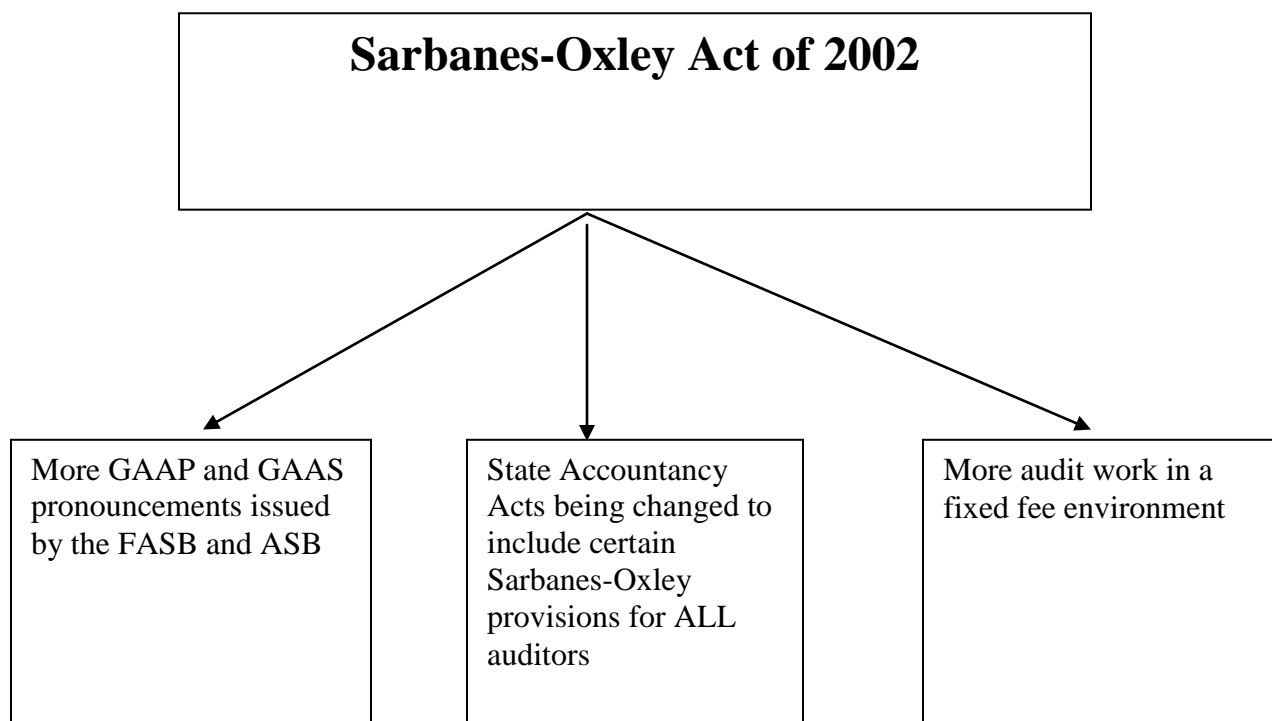 Sarbanes-Oxley Act of 2002
More GAAP and GAAS
pronouncements issued
by the FASB and ASB
State Accountancy
Acts being changed to
include certain
Sarbanes-Oxley
provisions for ALL
auditors
More audit work in a
fixed fee environment